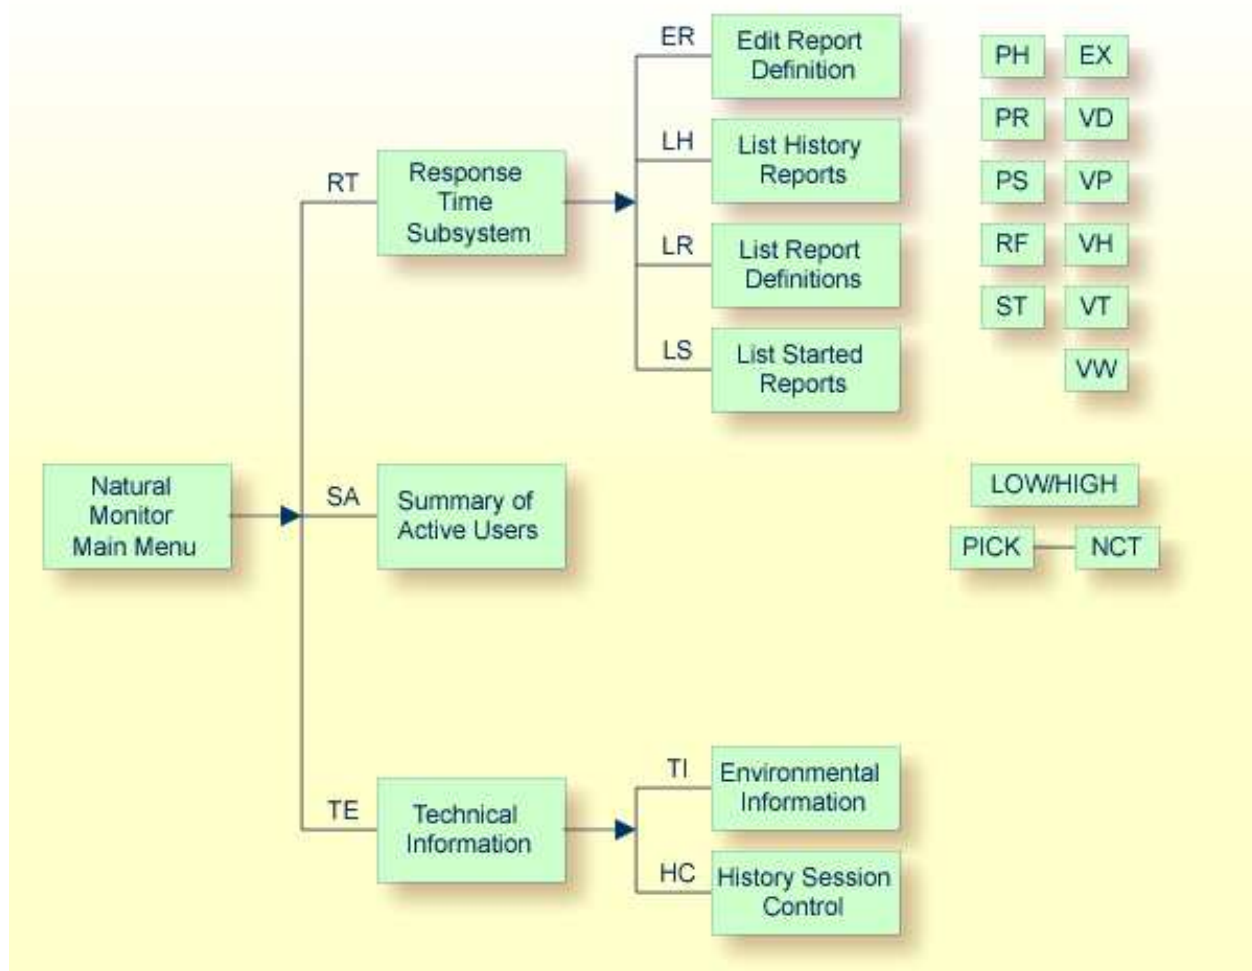 ER
Edit Report
Definition
PH
EX
LH
List History
Reports
PR
VD
RT
Response
Time
Subsystem
PS
VP
LR
List Report
Definitions
RF
VH
ST
VT
LS
List Started
Reports
VW
Natural
Monitor
Main Menu
SA
Summary of
Active Users
LOW/HIGH
PICK
NCT
TE
Technical
Information
TI
Environmental
Information
HC
History Session
Control